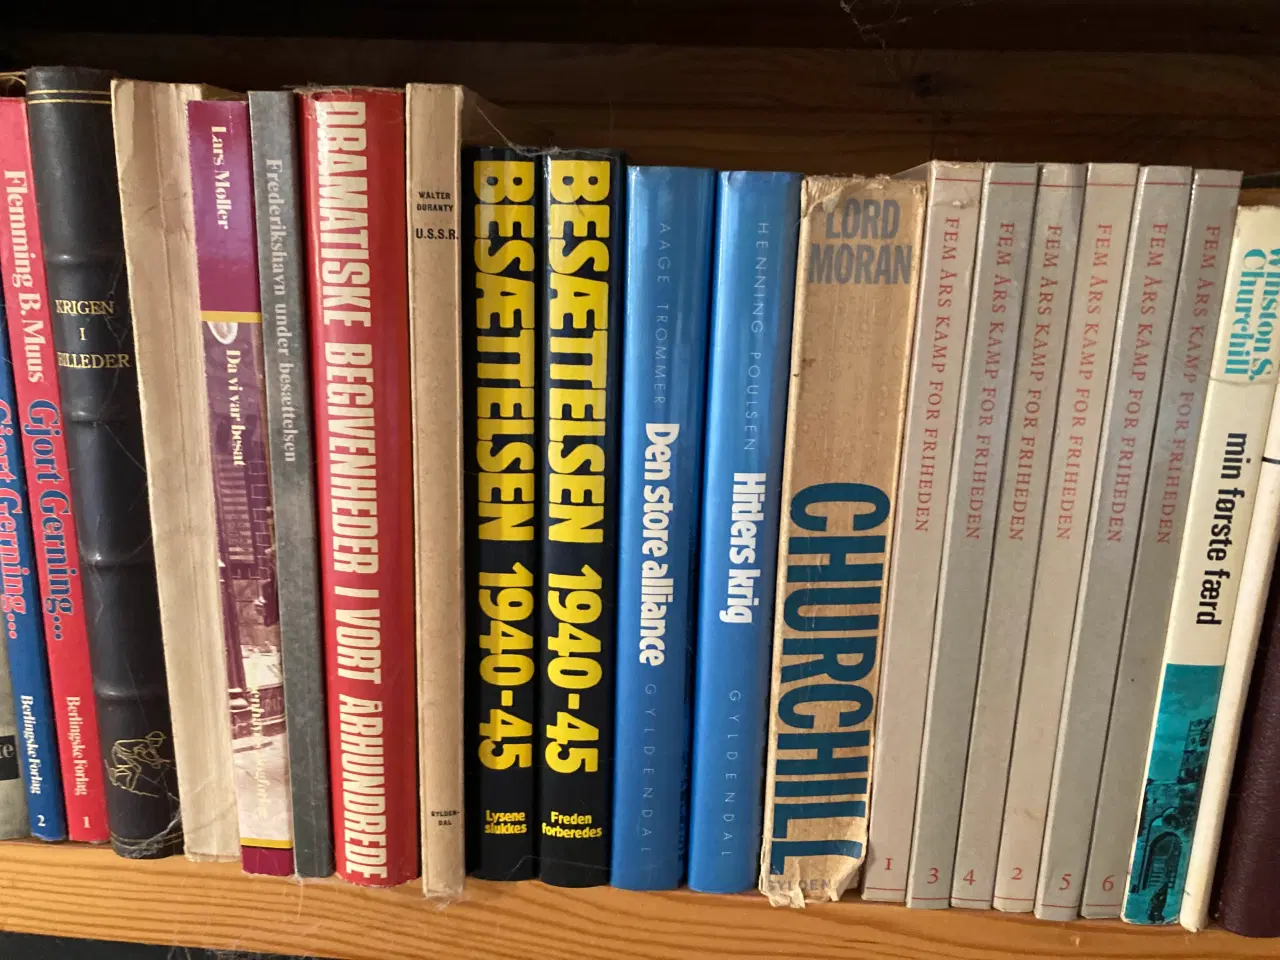 Gjort Gerning...
Berlingske Forlag
2
Flemming B. Muus
Gjort Gerning...
Berlingske Forlag
1
KRIGEN
I
BILLEDER
Lars Møller
Da vi var besat
Frederikshavn under besættelsen
DRAMATISKE BEGIVENHEDER I VORT ÅRHUNDREDE
WALTER
DURANTY
U.S.S.R.
GYLDEN-
DAL
BESÆTTELSEN 1940-45
Lysene
slukkes
BESÆTTELSEN 1940-45
Freden
forberedes
AAGE TROMMER
Den store alliance
GYLDENDAL
HENNING POULSEN
Hitlers krig
GYLDENDAL
LORD
MORAN
CHURCHILL
GYLDEN
FEM ÅRS KAMP FOR FRIHEDEN
1
FEM ÅRS KAMP FOR FRIHEDEN
3
FEM ÅRS KAMP FOR FRIHEDEN
4
FEM ÅRS KAMP FOR FRIHEDEN
2
FEM ÅRS KAMP FOR FRIHEDEN
5
FEM ÅRS KAMP FOR FRIHEDEN
6
Winston S.
Churchill
min første færd